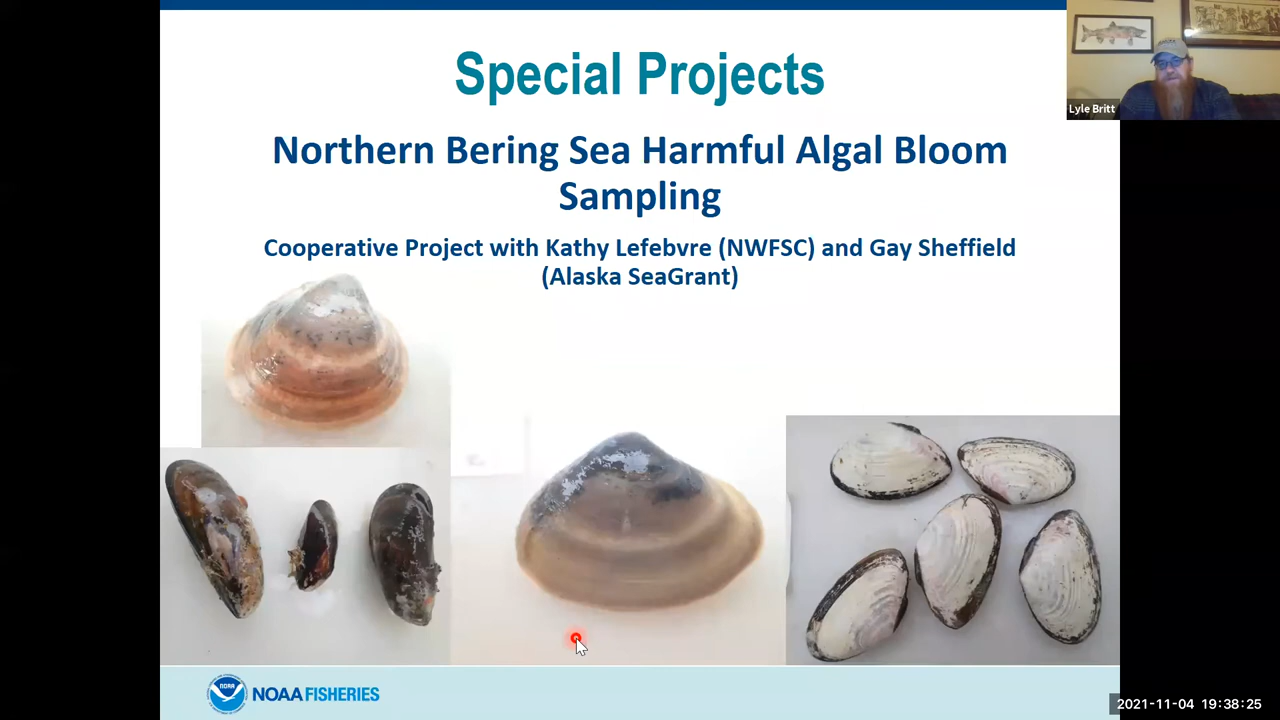 Special Projects
Lyle Britt
Northern Bering Sea Harmful Algal Bloom
Sampling
Cooperative Project with Kathy Lefebvre (NWFSC) and Gay Sheffield
(Alaska SeaGrant)
NOAA
NOAA FISHERIES
2021-11-04 19:38:25